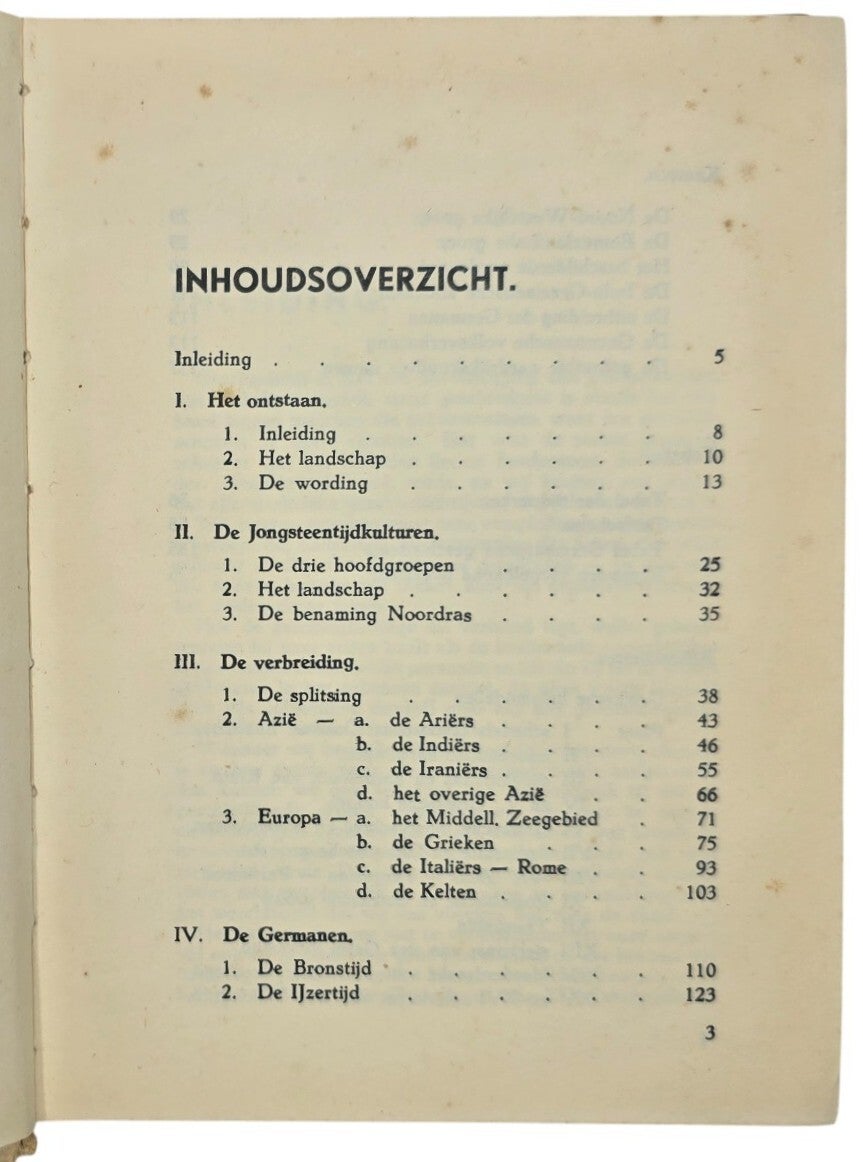 INHOUDSOVERZICHT.
Inleiding . . . . . . . . . 5
I. Het ontstaan.
1. Inleiding . . . . . . . 8
2. Het landschap . . . . . . 10
3. De wording . . . . . . 13
II. De Jongsteentijdkulturen.
1. De drie hoofdgroepen . . . . 25
2. Het landschap . . . . . . 32
3. De benaming Noordras . . . . 35
III. De verbreiding.
1. De splitsing . . . . . . 38
2. Azië — a. de Ariërs . . . . 43
b. de Indiërs . . . . 46
c. de Iraniërs . . . . 55
d. het overige Azië . . 66
3. Europa — a. het Middell. Zeegebied . 71
b. de Grieken . . . 75
c. de Italiërs — Rome . . 93
d. de Kelten . . . . 103
IV. De Germanen.
1. De Bronstijd . . . . . . 110
2. De IJzertijd . . . . . . 123
3